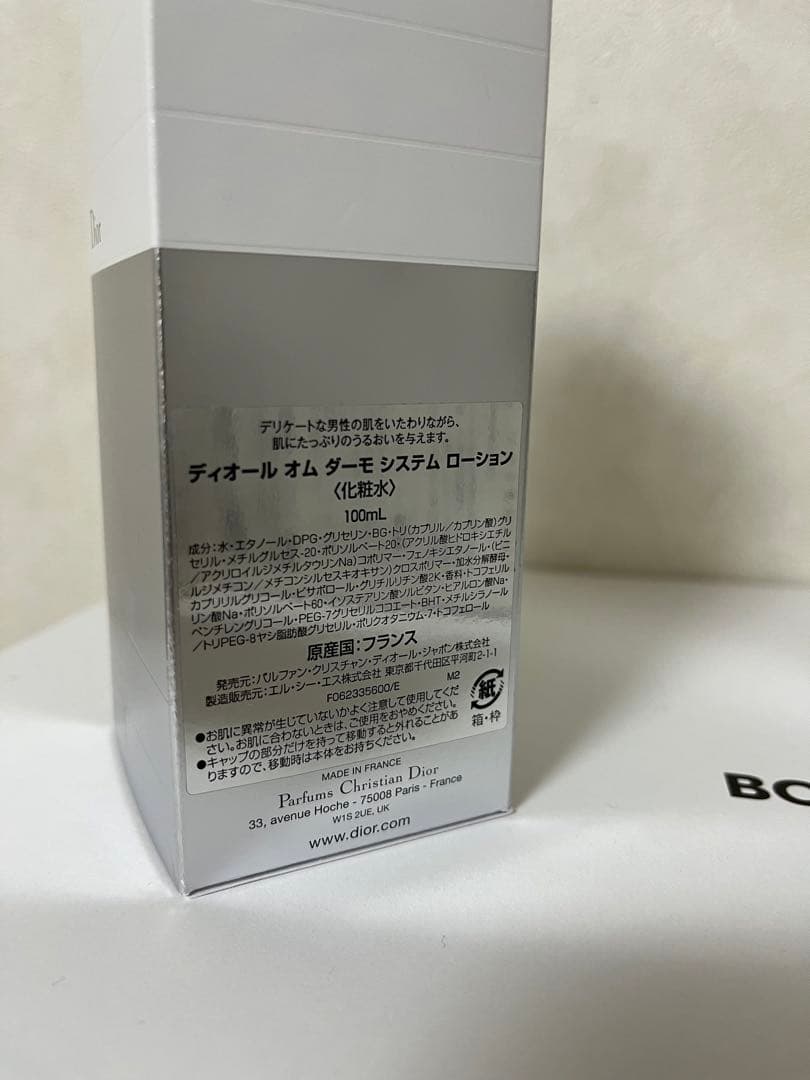 Dior
デリケートな男性の肌をいたわりながら、
肌にたっぷりのうるおいを与えます。
ディオール オム ダーモ システム ローション
〈化粧水〉
100mL
成分：水・エタノール・DPG・グリセリン・BG・トリ(カプリル/カプリン酸)グリ
セリル・メチルグルセス-20・ポリソルベート20・(アクリル酸ヒドロキシエチル
/アクリロイルジメチルタウリンNa)コポリマー・フェノキシエタノール・(ビニ
ルジメチコン/メチコンシルセスキオキサン)クロスポリマー・加水分解酵母・
カプリリルグリコール・ビサボロール・グリチルリチン酸2K・香料・トコフェリル
リン酸Na・ポリソルベート60・イソステアリン酸ソルビタン・ヒアルロン酸Na・
ペンチレングリコール・PEG-7グリセリルココエート・BHT・メチルシラノール
/トリPEG-8ヤシ脂肪酸グリセリル・ポリクオタニウム-7・トコフェロール
原産国：フランス
発売元：パルファン・クリスチャン・ディオール・ジャポン株式会社
製造販売元：エル・シー・エス株式会社 東京都千代田区平河町2-1-1
F062335600/E
M2
紙
箱・枠
●お肌に異常が生じていないかよく注意して使用してくだ
さい。お肌に合わないときは、ご使用をおやめください。
●キャップの部分だけを持って移動すると外れることがあ
りますので、移動時は本体をお持ちください。
MADE IN FRANCE
Parfums Christian Dior
33, avenue Hoche - 75008 Paris - France
W1S 2UE, UK
www.dior.com
BO